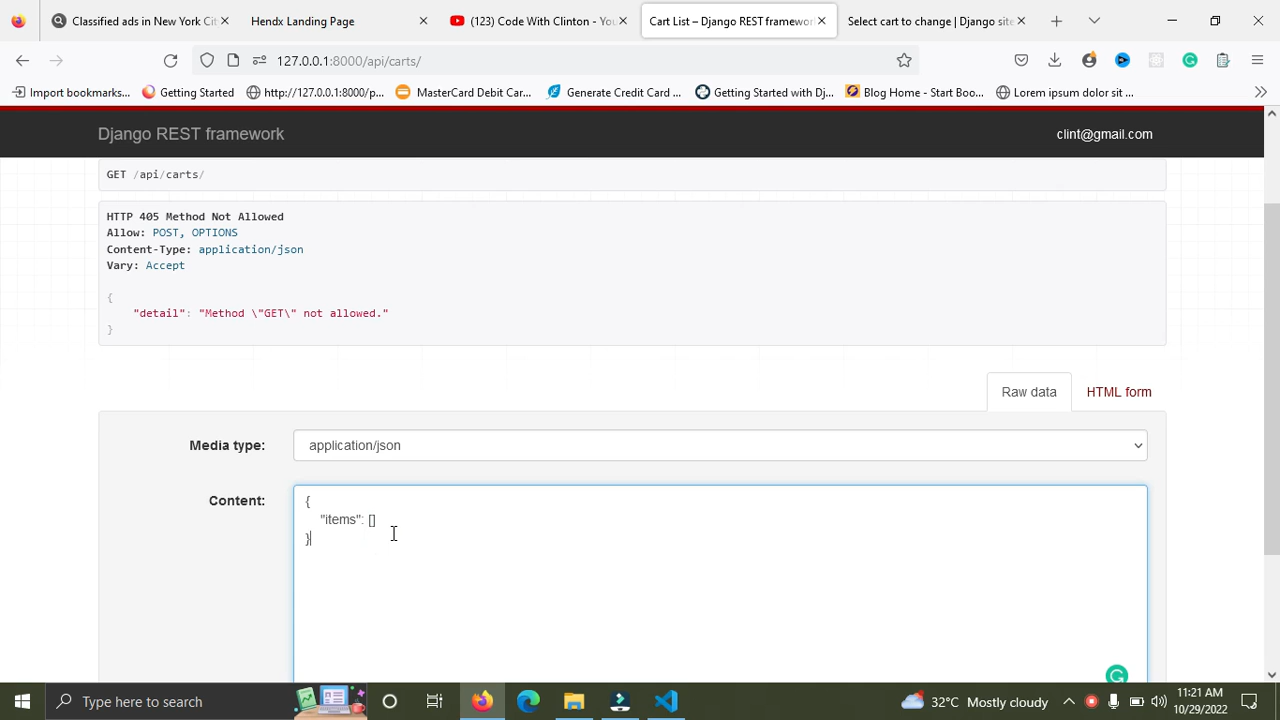 Classified ads in New York Cit
Hendx Landing Page
(123) Code With Clinton - You
Cart List – Django REST framewor
Select cart to change | Django site
127.0.0.1:8000/api/carts/
Import bookmarks...
Getting Started
http://127.0.0.1:8000/p...
MasterCard Debit Car...
Generate Credit Card ...
Getting Started with Dj...
Blog Home - Start Boo...
Lorem ipsum dolor sit ...
Django REST framework
clint@gmail.com
GET /api/carts/
HTTP 405 Method Not Allowed
Allow: POST, OPTIONS
Content-Type: application/json
Vary: Accept
{
"detail": "Method \"GET\" not allowed."
}
Raw data
HTML form
Media type:
application/json
Content:
{
"items": []
}
Type here to search
32°C Mostly cloudy
11:21 AM
10/29/2022